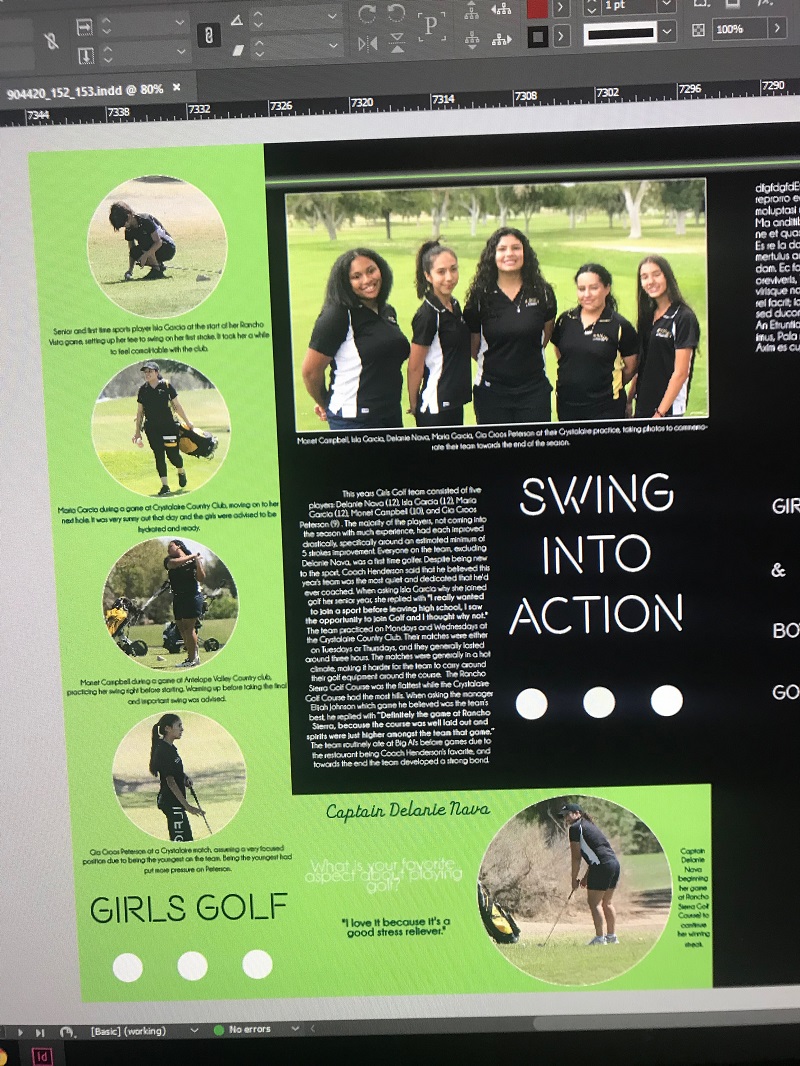 P
1 pt
100%
904420_152_153.indd @ 80% ×
7344 7338 7332 7326 7320 7314 7308 7302 7296 7290
Senior and first time sports player Isla Garcia at the start of her Rancho
Vista game, setting up her tee to swing on her first stroke. It took her a while
to feel comfortable with the club.
Maria Garcia during a game at Crystalaire Country Club, moving on to her
next hole. It was very sunny out that day and the girls were advised to be
hydrated and ready.
Monet Campbell during a game at Antelope Valley Country club,
practicing her swing right before starting. Warming up before taking the final
and important swing was advised.
Gia Croos Peterson at a Crystalaire match, assuming a very focused
position due to being the youngest on the team. Being the youngest had
put more pressure on Peterson.
GIRLS GOLF
Monet Campbell, Isla Garcia, Delanie Nava, Maria Garcia, Gia Croos Peterson at their Crystalaire practice, taking photos to commemo-
rate their team towards the end of the season.
This years Girls Golf team consisted of five
players: Delanie Nava (12), Isla Garcia (12), Maria
Garcia (12), Monet Campbell (10), and Gia Croos
Peterson (9) . The majority of the players, not coming into
the season with much experience, had each improved
drastically, specifically around an estimated minimum of
5 strokes improvement. Everyone on the team, excluding
Delanie Nava, was a first time golfer. Despite being new
to the sport, Coach Henderson said that he believed this
year's team was the most quiet and dedicated that he'd
ever coached. When asking Isla Garcia why she joined
golf her senior year, she replied with "I really wanted
to join a sport before leaving high school, I saw
the opportunity to join Golf and I thought why not."
The team practiced on Mondays and Wednesdays at
the Crystalaire Country Club. Their matches were either
on Tuesdays or Thursdays, and they generally lasted
around three hours. The matches were generally in a hot
climate, making it harder for the team to carry around
their golf equipment around the course. The Rancho
Sierra Golf Course was the flattest while the Crystalaire
Golf Course had the most hills. When asking the manager
Elijah Johnson which game he believed was the team's
best, he replied with "Definitely the game at Rancho
Sierra, because the course was well laid out and
spirits were just higher amongst the team that game."
The team routinely ate at Big Al's before games due to
the restaurant being Coach Henderson's favorite, and
towards the end the team developed a strong bond.
SWING
INTO
ACTION
dfgfdgfdE
reprorro e
moluptasi
Ma anditib
ne et qua
Es re la do
mertulus a
dam. Ec fa
oreviveris,
virisque no
rei facrit; lo
sed ducon
An Etruntia
imus, Pala
Axim es cu
GIR
&
BO
GO
Captain Delanie Nava
What is your favorite
aspect about playing
golf?
"I love it because it's a
good stress reliever."
Captain
Delanie
Nava
beginning
her game
at Rancho
Sierra Golf
Course to
continue
her winning
streak.
[Basic] (working)
No errors
Id